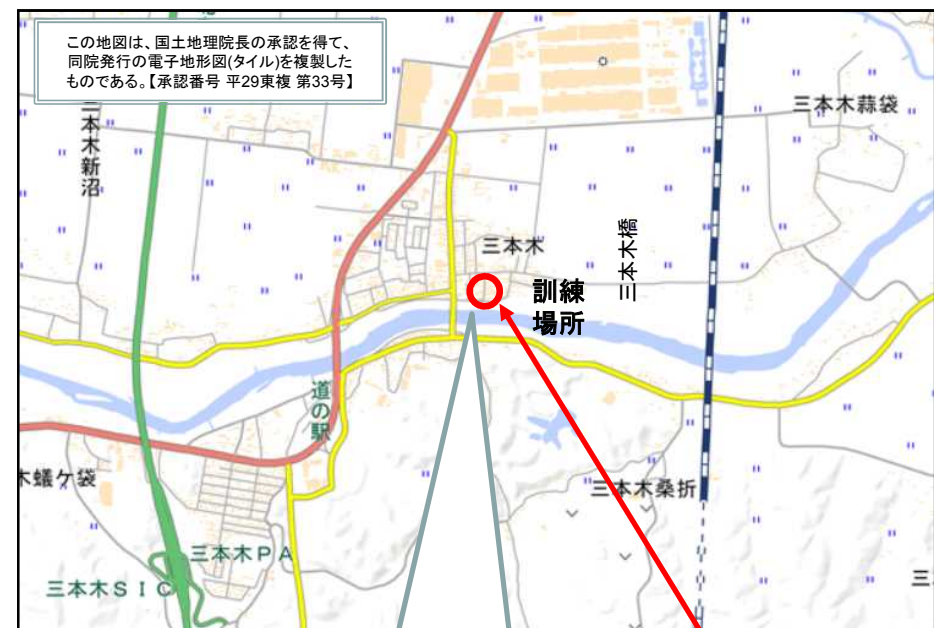 この地図は、国土地理院長の承認を得て、
同院発行の電子地形図(タイル)を複製した
ものである。【承認番号 平29東複 第33号】
三本木新沼
三本木蒜袋
三本木
三本木橋
訓練
場所
道の駅
木蟻ケ袋
三本木桑折
三本木PA
三本木SIC
三